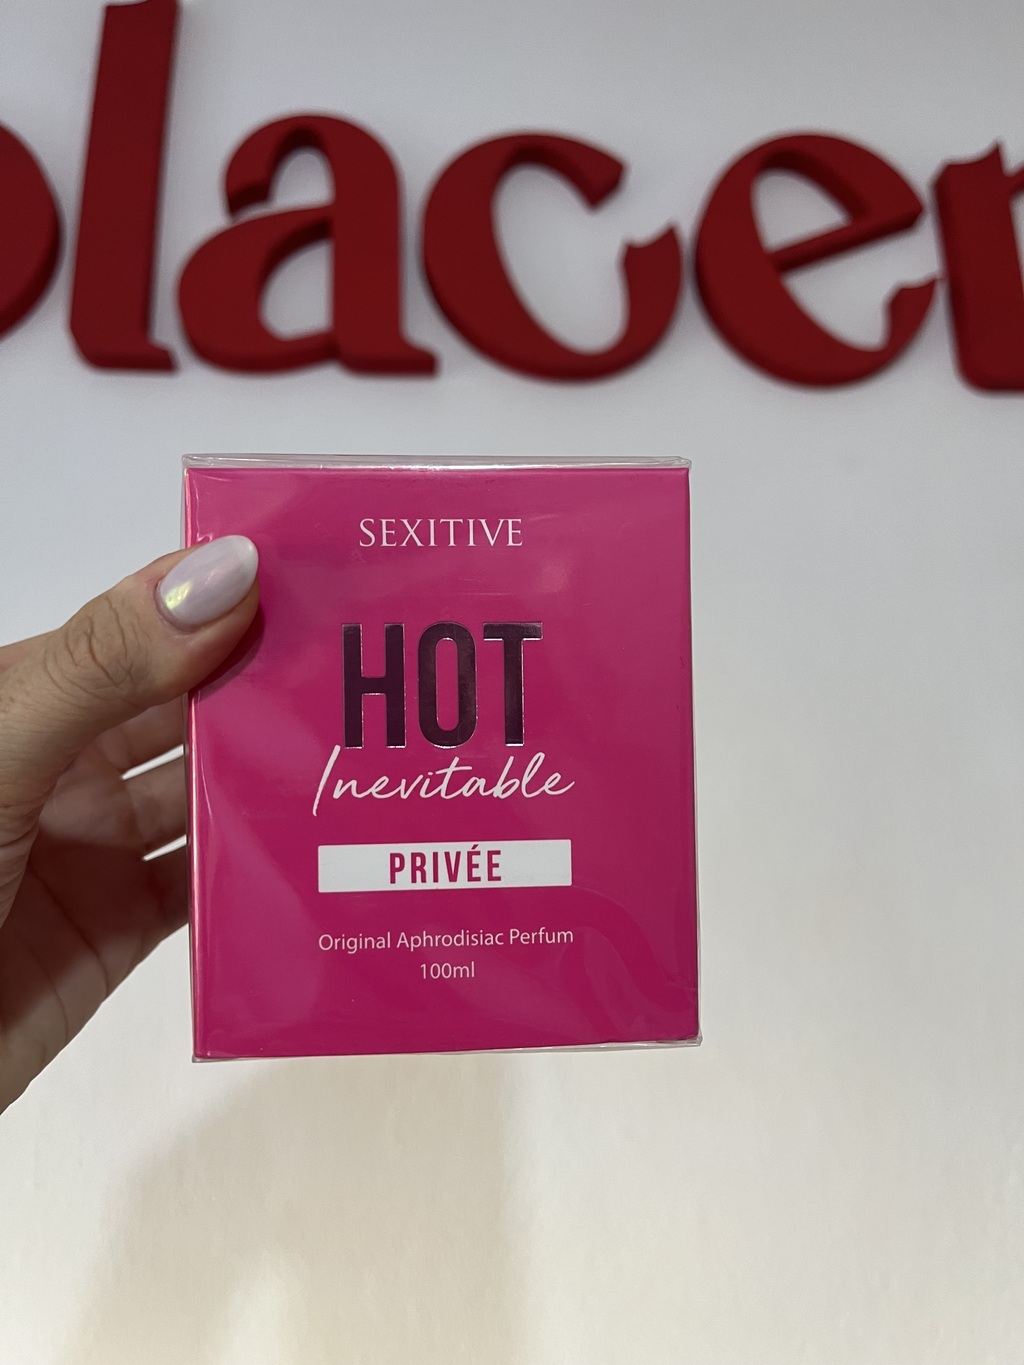 placer
SEXITIVE
HOT
Inevitable
PRIVÉE
Original Aphrodisiac Perfum
100ml